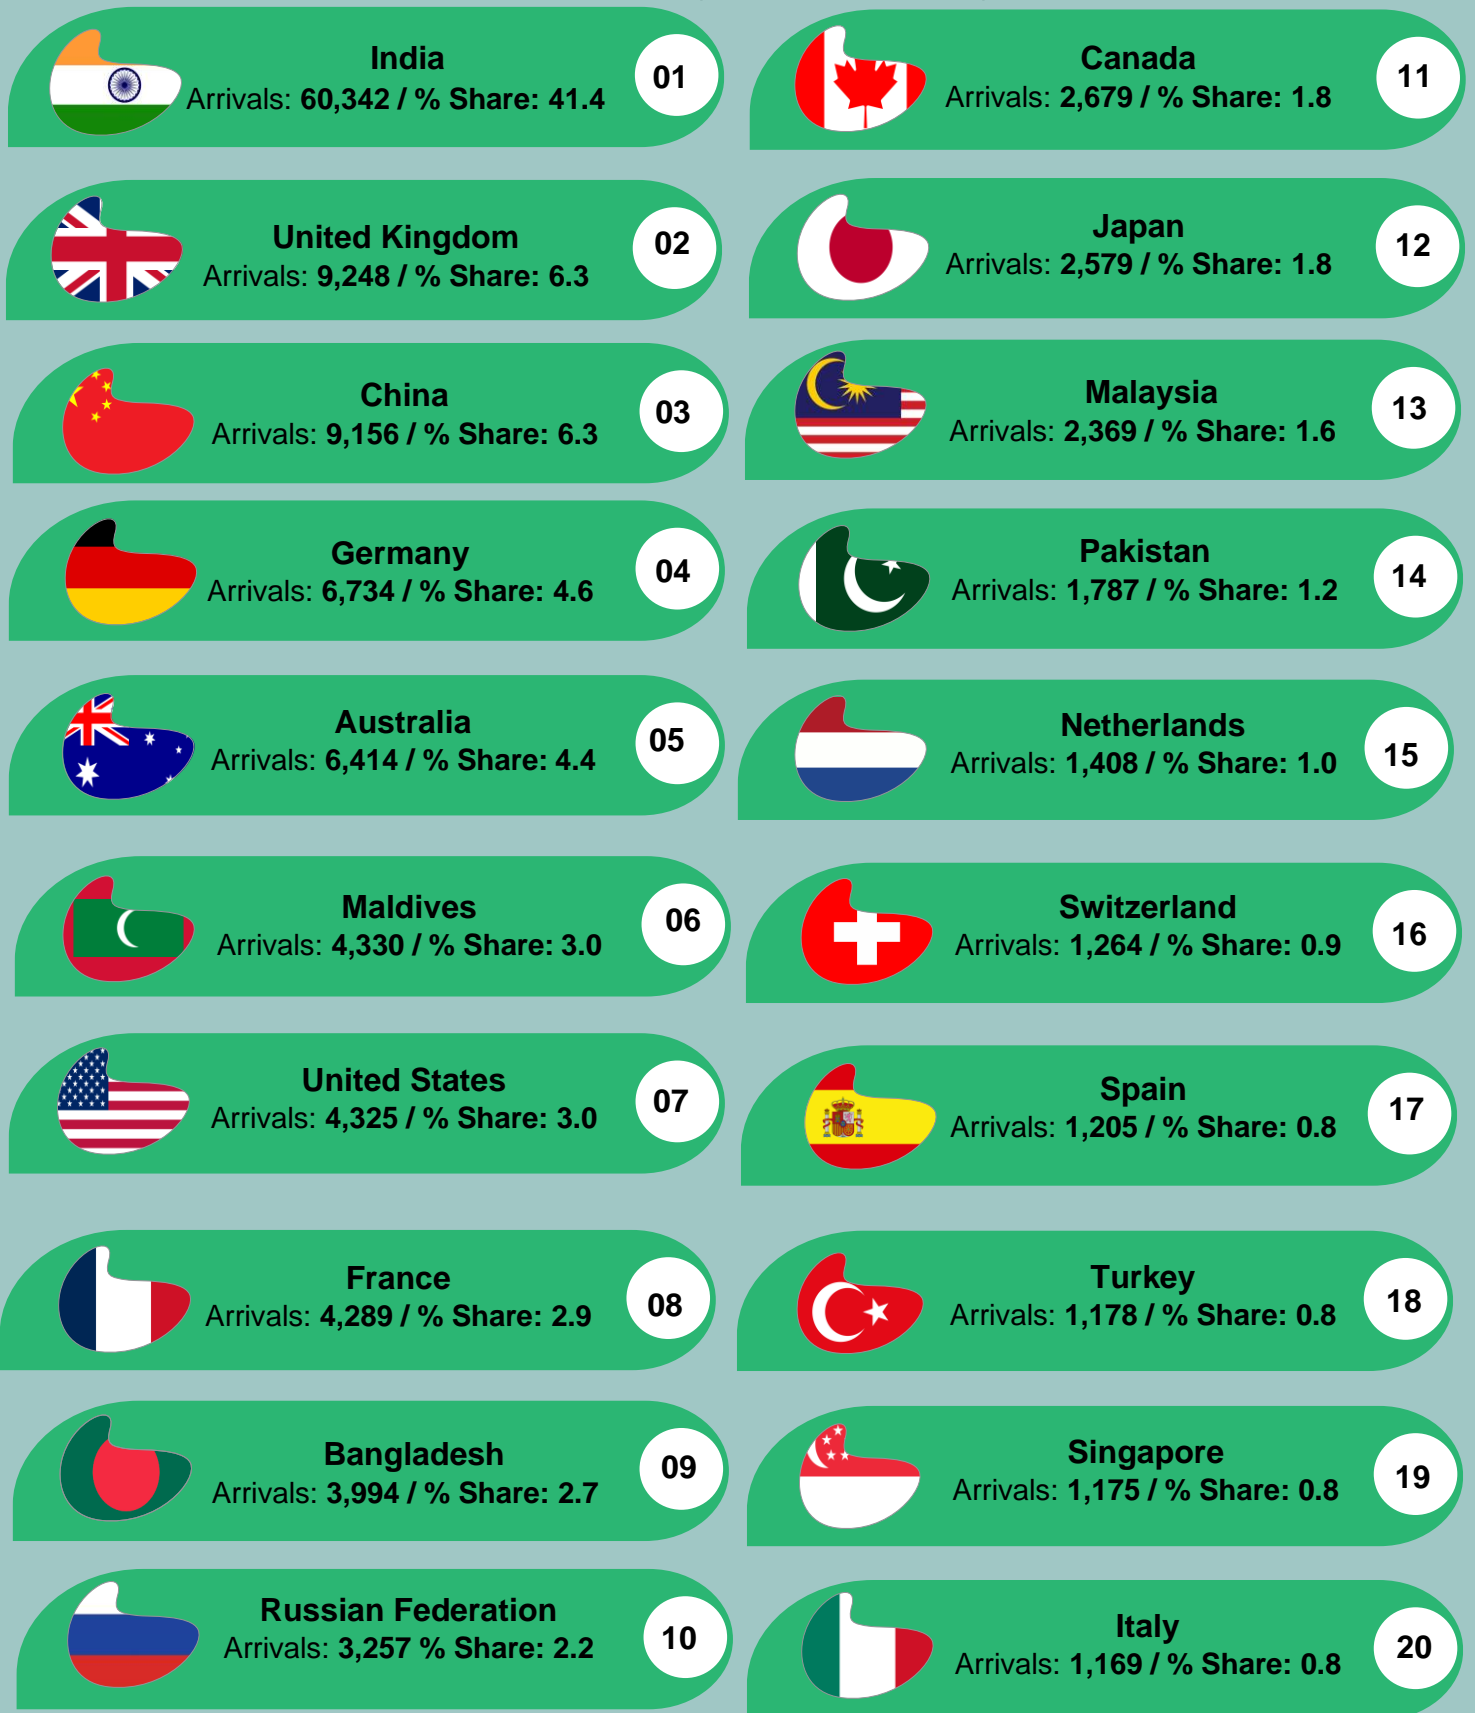 India
Arrivals: 60,342 / % Share: 41.4
01
United Kingdom
Arrivals: 9,248 / % Share: 6.3
02
China
Arrivals: 9,156 / % Share: 6.3
03
Germany
Arrivals: 6,734 / % Share: 4.6
04
Australia
Arrivals: 6,414 / % Share: 4.4
05
Maldives
Arrivals: 4,330 / % Share: 3.0
06
United States
Arrivals: 4,325 / % Share: 3.0
07
France
Arrivals: 4,289 / % Share: 2.9
08
Bangladesh
Arrivals: 3,994 / % Share: 2.7
09
Russian Federation
Arrivals: 3,257 % Share: 2.2
10
Canada
Arrivals: 2,679 / % Share: 1.8
11
Japan
Arrivals: 2,579 / % Share: 1.8
12
Malaysia
Arrivals: 2,369 / % Share: 1.6
13
Pakistan
Arrivals: 1,787 / % Share: 1.2
14
Netherlands
Arrivals: 1,408 / % Share: 1.0
15
Switzerland
Arrivals: 1,264 / % Share: 0.9
16
Spain
Arrivals: 1,205 / % Share: 0.8
17
Turkey
Arrivals: 1,178 / % Share: 0.8
18
Singapore
Arrivals: 1,175 / % Share: 0.8
19
Italy
Arrivals: 1,169 / % Share: 0.8
20